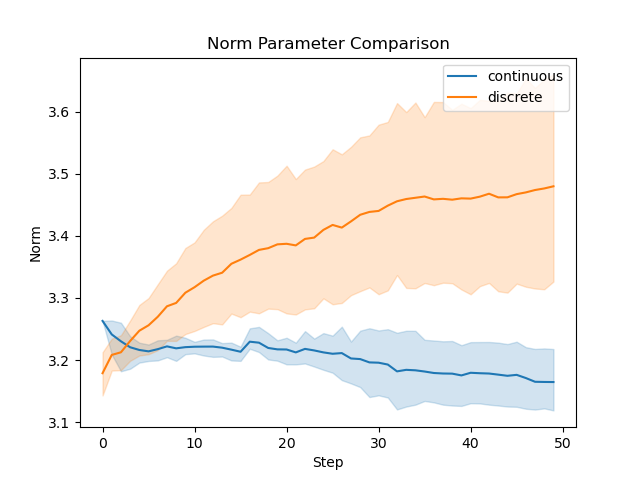 Norm Parameter Comparison
continuous
discrete
3.6
3.5
3.4
3.3
3.2
3.1
Norm
0 10 20 30 40 50
Step